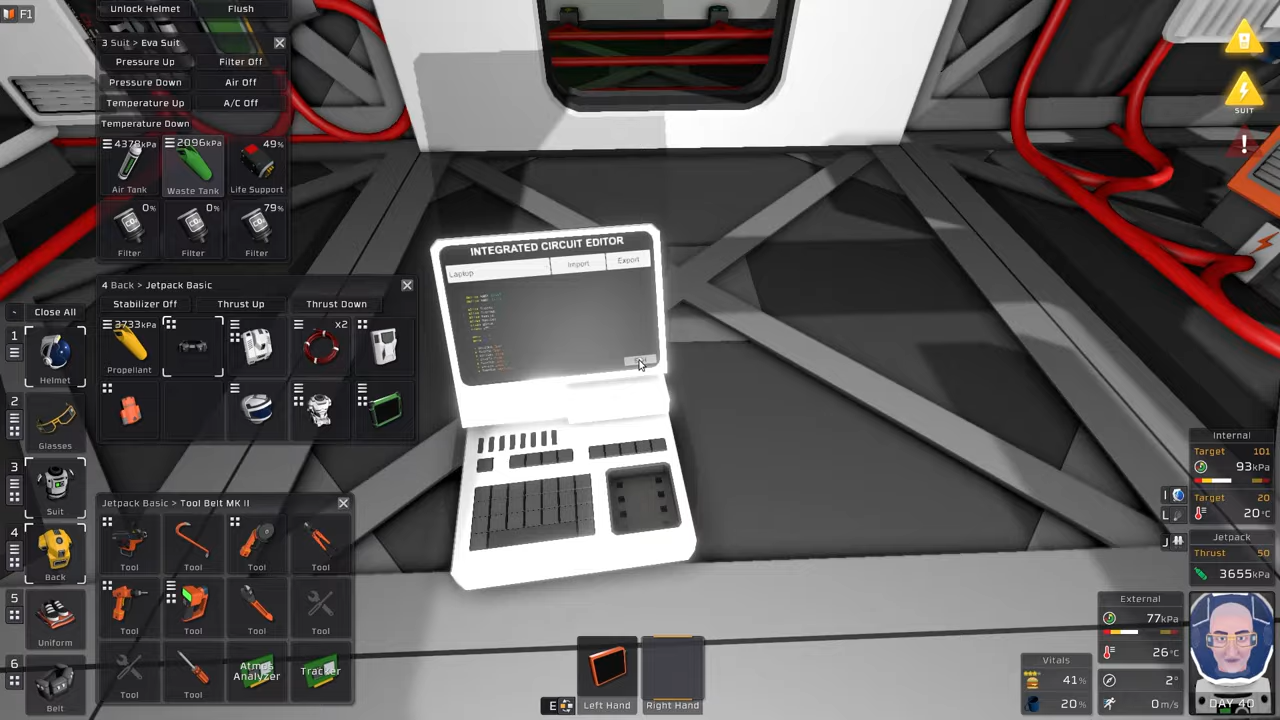 F1
Unlock Helmet Flush
3 Suit > Eva Suit
Pressure Up Filter Off
Pressure Down Air Off
Temperature Up A/C Off
Temperature Down
2096kPa 49%
Air Tank Waste Tank Life Support
0% 0% 79%
Filter Filter Filter
4 Back > Jetpack Basic
Stabilizer Off Thrust Up Thrust Down
3733kPa x2
Propellant
Close All
1
Helmet
2
Glasses
3
Suit
4
Back
5
Uniform
6
Belt
Jetpack Basic > Tool Belt MK II
Tool Tool Tool Tool
Tool Tool Tool Tool
Atmos Analyzer Tracker
Tool Tool
INTEGRATED CIRCUIT EDITOR
Laptop Import Export
E Left Hand Right Hand
SUIT
Internal
Target 101
93kPa
Target 20
20°C
I
L
J
Jetpack
Thrust 50
3655kPa
External
77kPa
26°C
2°
0m/s
Vitals
41%
20%
DAY 40